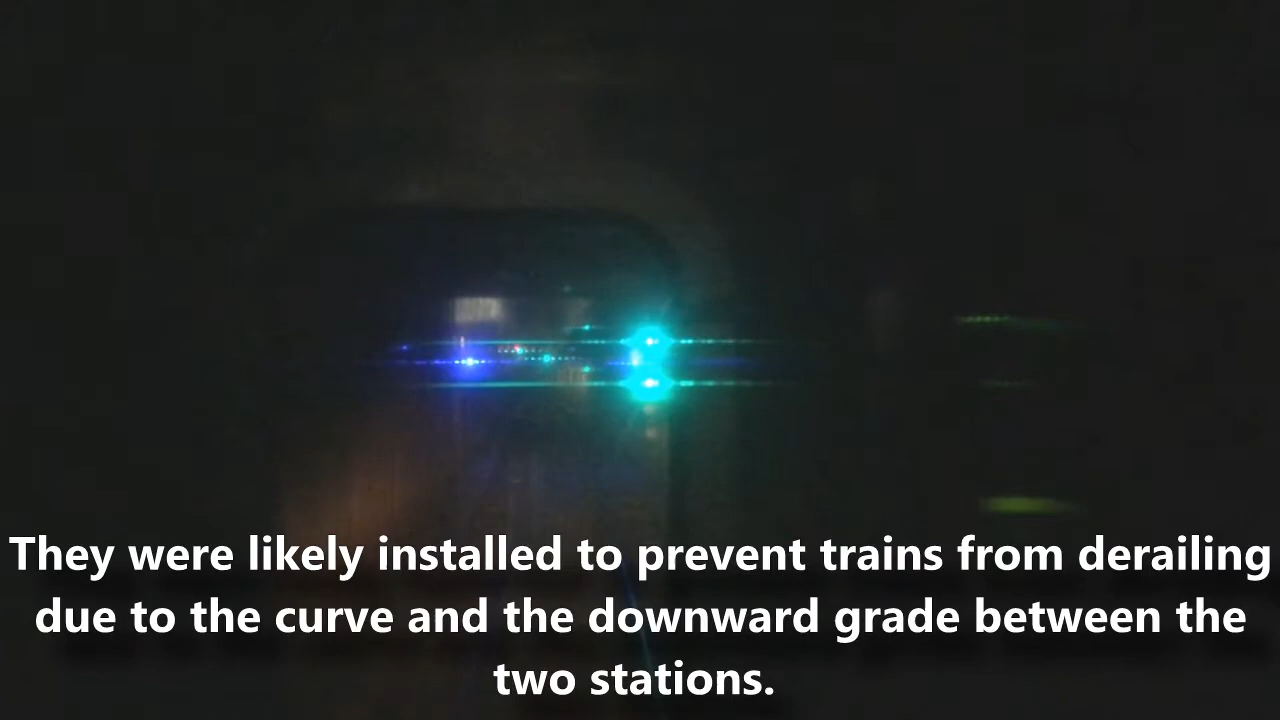 They were likely installed to prevent trains from derailing
due to the curve and the downward grade between the
two stations.